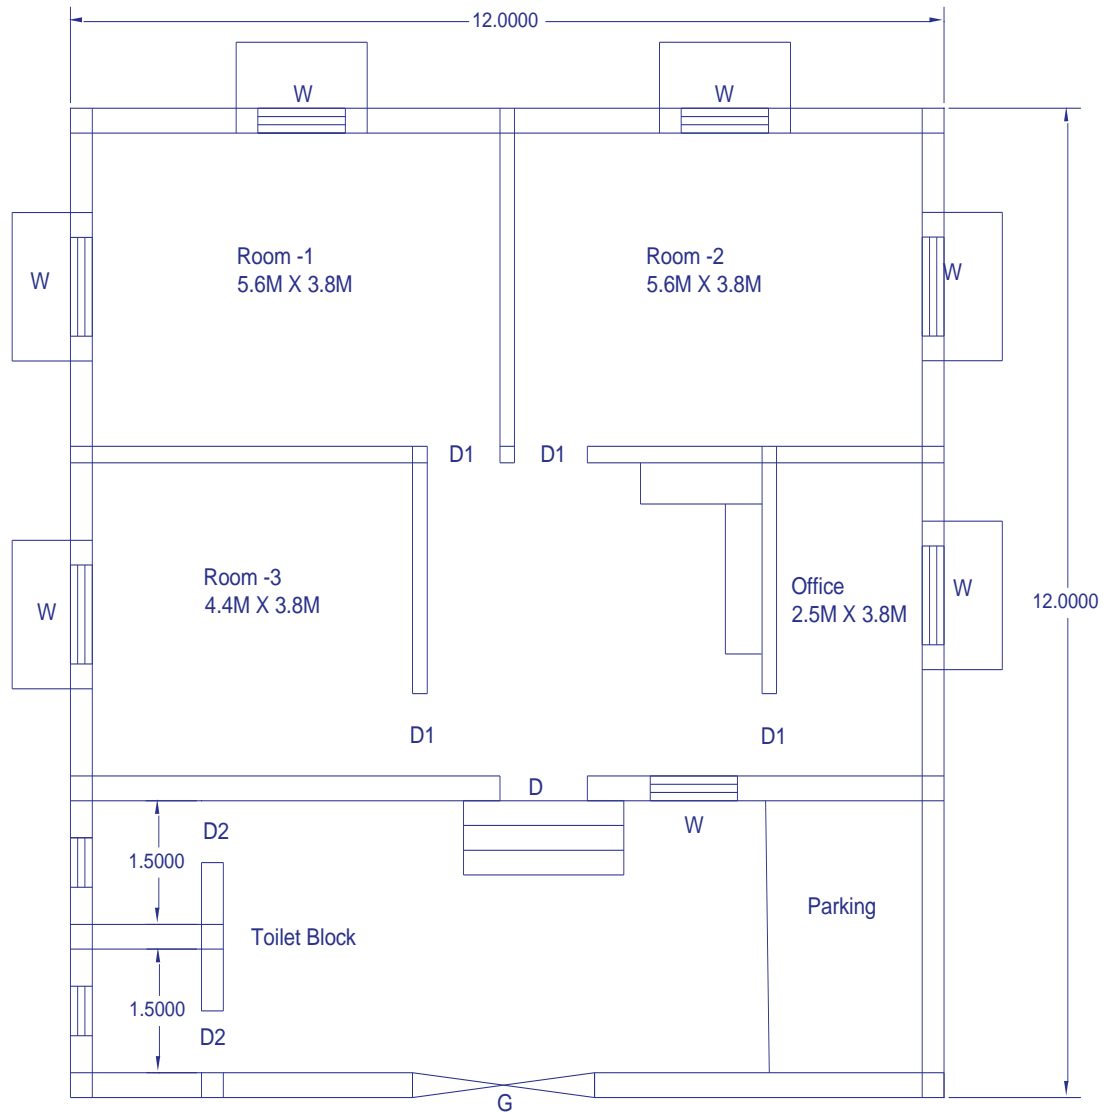 12.0000
W
W
Room -1
5.6M X 3.8M
Room -2
5.6M X 3.8M
W
W
D1
D1
Room -3
4.4M X 3.8M
Office
2.5M X 3.8M
W
W
12.0000
D1
D1
D
W
D2
1.5000
Parking
Toilet Block
1.5000
D2
G